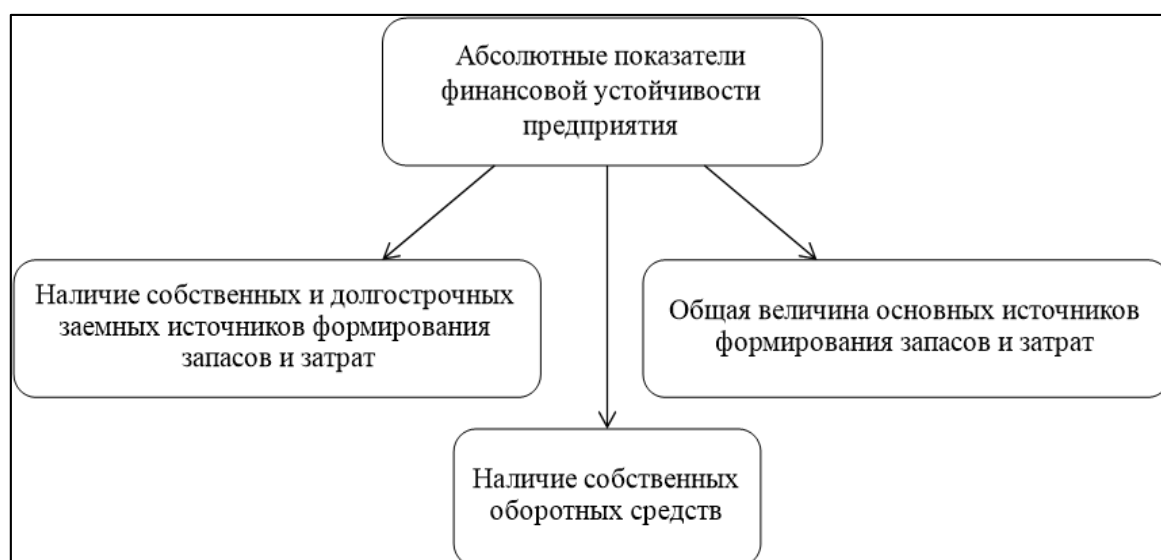 Абсолютные показатели
финансовой устойчивости
предприятия
Наличие собственных и долгострочных
заемных источников формирования
запасов и затрат
Общая величина основных источников
формирования запасов и затрат
Наличие собственных
оборотных средств